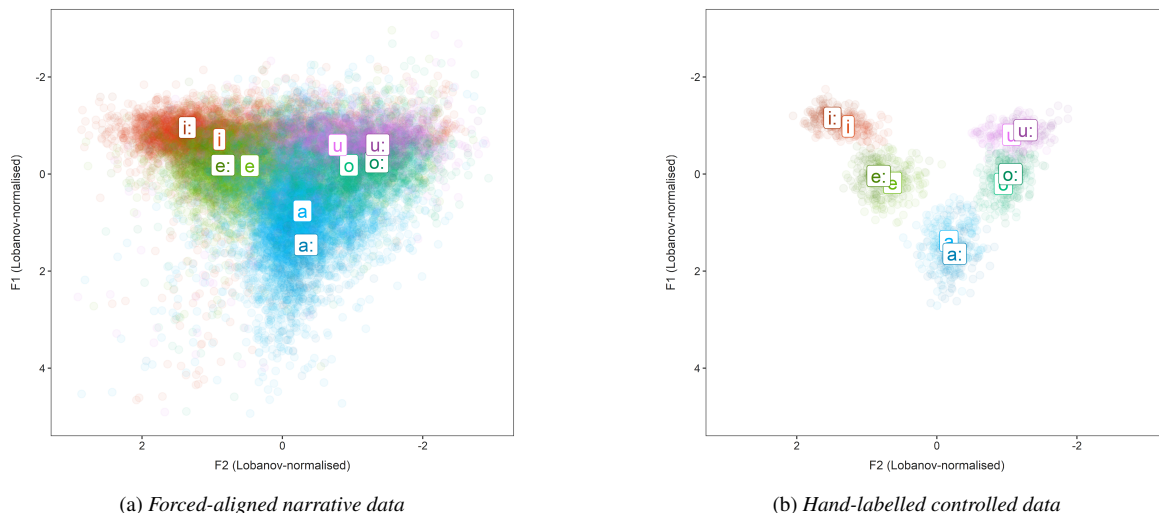 -2
i:
i
u
u:
F1 (Lobanov-normalised)
0
e:
e
o
o:
a
a:
2
4
2
0
-2
F2 (Lobanov-normalised)
(a) Forced-aligned narrative data
-2
i:
i
u
u:
F1 (Lobanov-normalised)
0
e:
e
o:
o
a
a:
2
4
2
0
-2
F2 (Lobanov-normalised)
(b) Hand-labelled controlled data